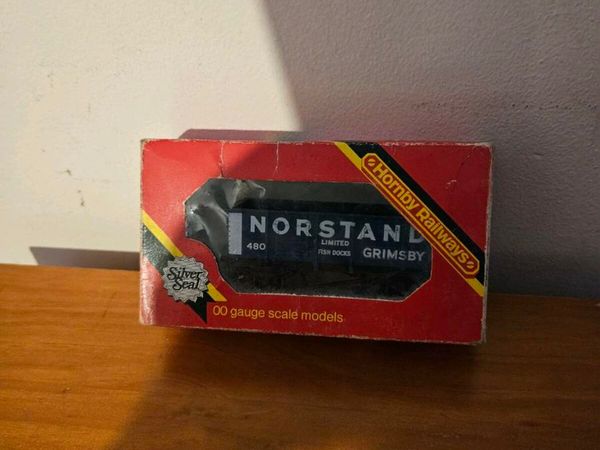 Hornby Railways
NORSTAND
480 LIMITED
FISH DOCKS GRIMSBY
Silver
Seal
00 gauge scale models